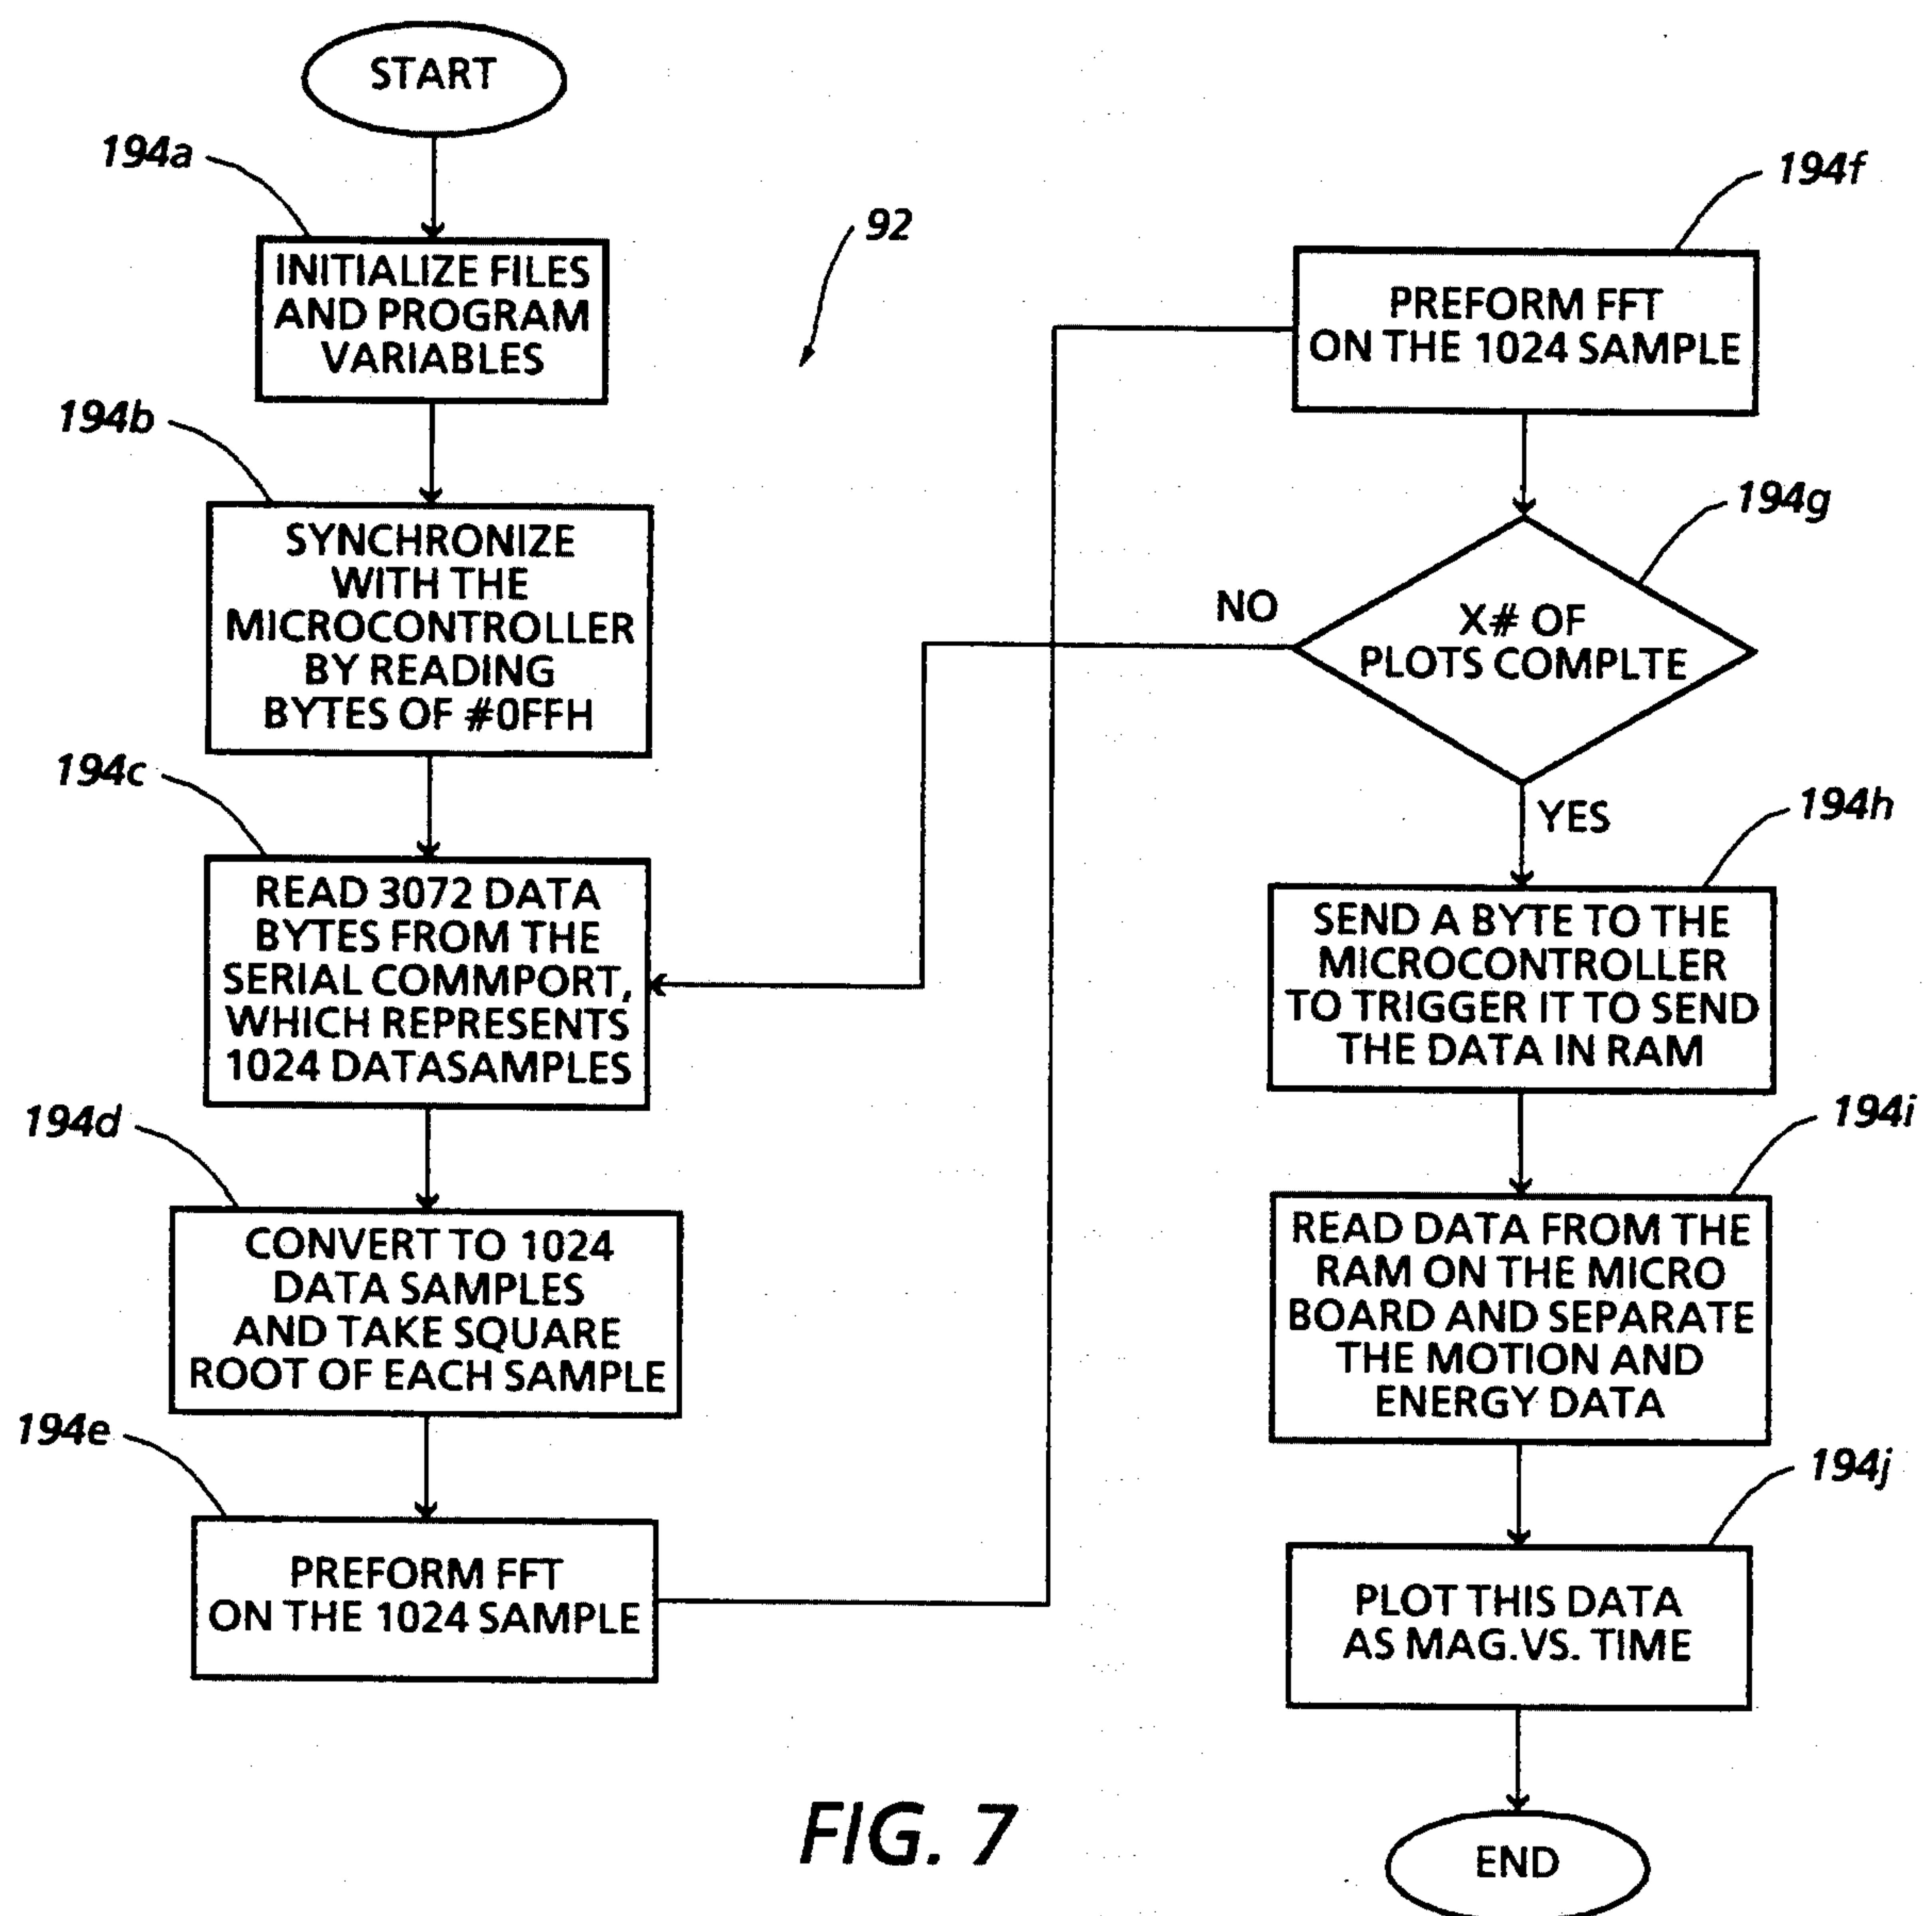 START
194a
INITIALIZE FILES
AND PROGRAM
VARIABLES
92
194b
SYNCHRONIZE
WITH THE
MICROCONTROLLER
BY READING
BYTES OF #0FFH
194c
READ 3072 DATA
BYTES FROM THE
SERIAL COMMPORT,
WHICH REPRESENTS
1024 DATASAMPLES
194d
CONVERT TO 1024
DATA SAMPLES
AND TAKE SQUARE
ROOT OF EACH SAMPLE
194e
PREFORM FFT
ON THE 1024 SAMPLE
194f
PREFORM FFT
ON THE 1024 SAMPLE
194g
X# OF
PLOTS COMPLTE
NO
YES
194h
SEND A BYTE TO THE
MICROCONTROLLER
TO TRIGGER IT TO SEND
THE DATA IN RAM
194i
READ DATA FROM THE
RAM ON THE MICRO
BOARD AND SEPARATE
THE MOTION AND
ENERGY DATA
194j
PLOT THIS DATA
AS MAG.VS. TIME
END
FIG. 7